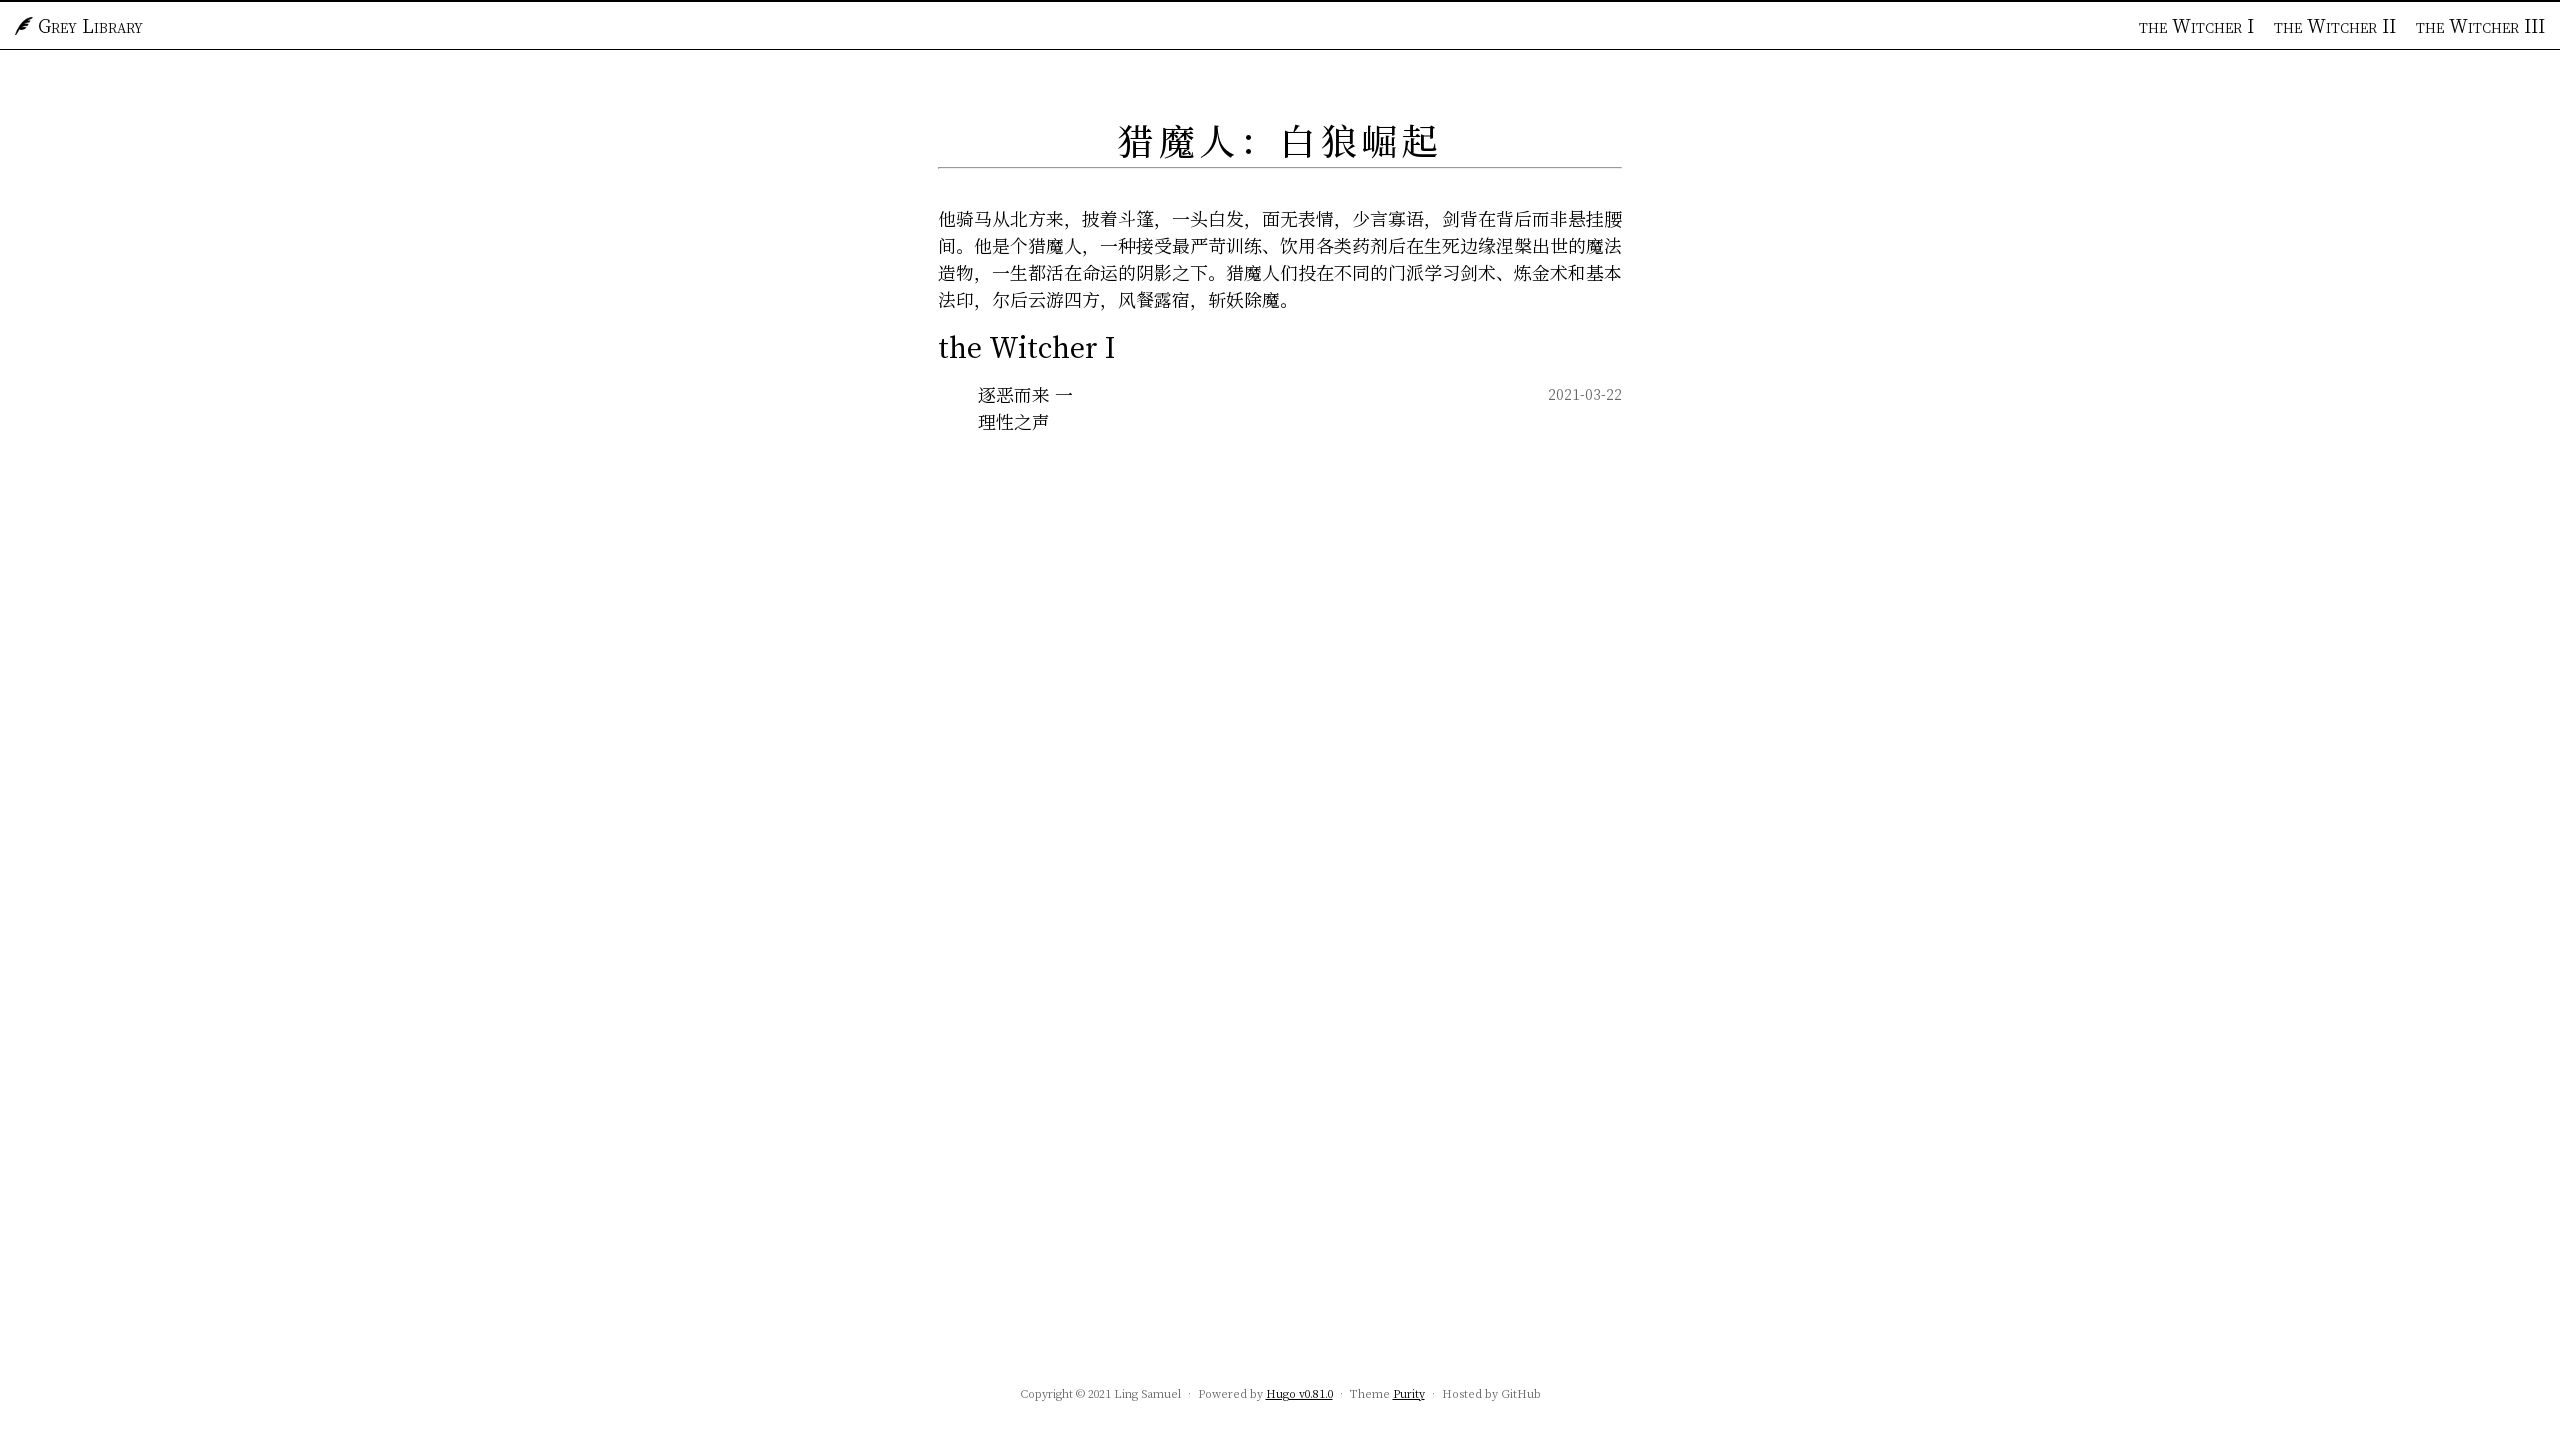 Grey Library
the Witcher I the Witcher II the Witcher III
猎魔人：白狼崛起
他骑马从北方来，披着斗篷，一头白发，面无表情，少言寡语，剑背在背后而非悬挂腰
间。他是个猎魔人，一种接受最严苛训练、饮用各类药剂后在生死边缘涅槃出世的魔法
造物，一生都活在命运的阴影之下。猎魔人们投在不同的门派学习剑术、炼金术和基本
法印，尔后云游四方，风餐露宿，斩妖除魔。
the Witcher I
逐恶而来 一 2021-03-22
理性之声
Copyright © 2021 Ling Samuel · Powered by Hugo v0.81.0 · Theme Purity · Hosted by GitHub